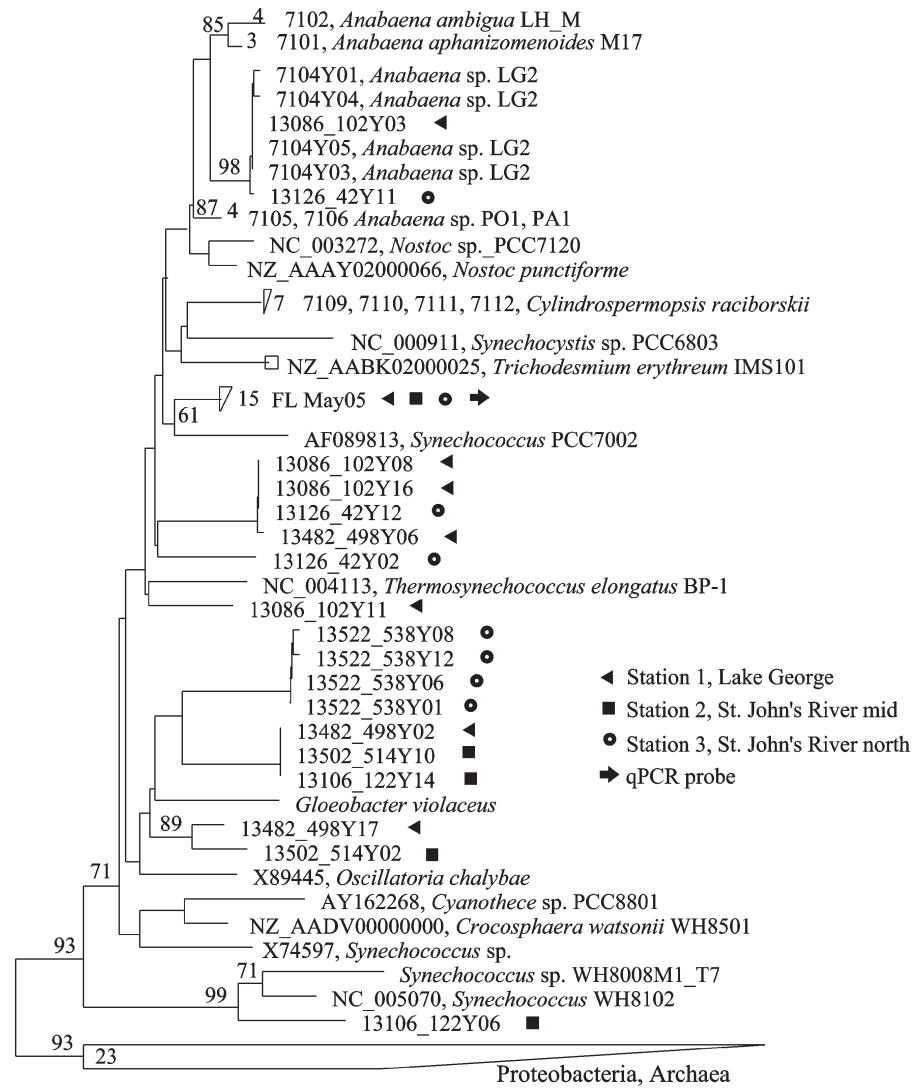 4 7102, Anabaena ambigua LH_M
85
3 7101, Anabaena aphanizomenoides M17
7104Y01, Anabaena sp. LG2
7104Y04, Anabaena sp. LG2
13086_102Y03
7104Y05, Anabaena sp. LG2
98 7104Y03, Anabaena sp. LG2
13126_42Y11
87 4 7105, 7106 Anabaena sp. PO1, PA1
NC_003272, Nostoc sp._PCC7120
NZ_AAAY02000066, Nostoc punctiforme
7 7109, 7110, 7111, 7112, Cylindrospermopsis raciborskii
NC_000911, Synechocystis sp. PCC6803
NZ_AABK02000025, Trichodesmium erythreum IMS101
15 FL May05
61
AF089813, Synechococcus PCC7002
13086_102Y08
13086_102Y16
13126_42Y12
13482_498Y06
13126_42Y02
NC_004113, Thermosynechococcus elongatus BP-1
13086_102Y11
13522_538Y08
13522_538Y12
13522_538Y06
13522_538Y01
13482_498Y02
13502_514Y10
13106_122Y14
Gloeobacter violaceus
89 13482_498Y17
13502_514Y02
71 X89445, Oscillatoria chalybae
AY162268, Cyanothece sp. PCC8801
NZ_AADV00000000, Crocosphaera watsonii WH8501
93 X74597, Synechococcus sp.
71 Synechococcus sp. WH8008M1_T7
99 NC_005070, Synechococcus WH8102
13106_122Y06
93
23
Proteobacteria, Archaea
Station 1, Lake George
Station 2, St. John's River mid
Station 3, St. John's River north
qPCR probe